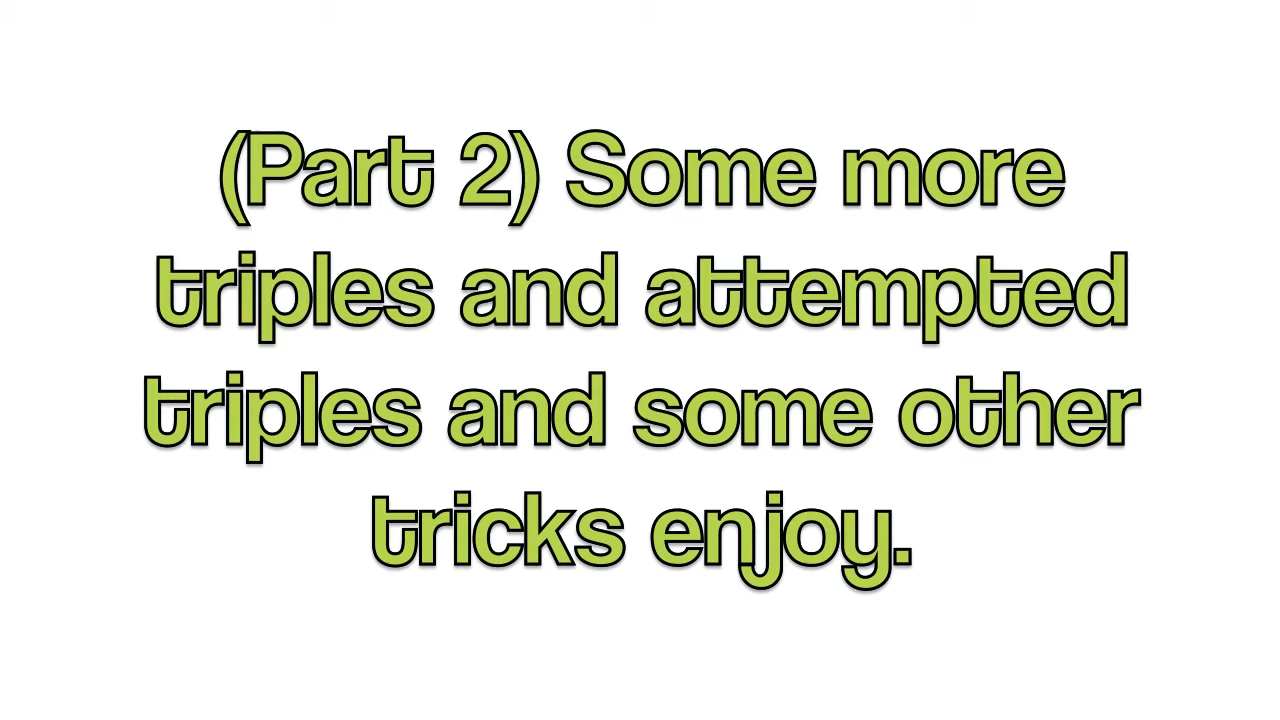 (Part 2) Some more
triples and attempted
triples and some other
tricks enjoy.